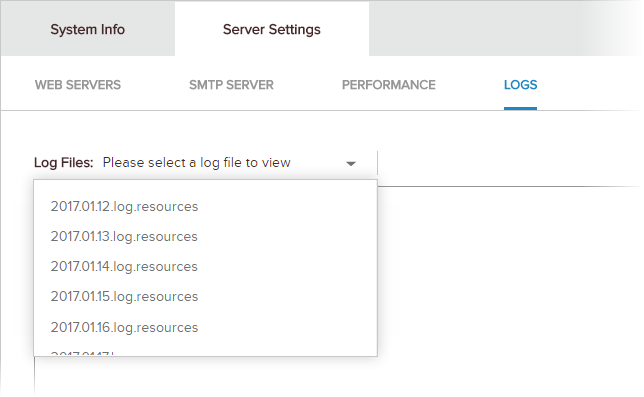 System Info Server Settings
WEB SERVERS SMTP SERVER PERFORMANCE LOGS
Log Files: Please select a log file to view
2017.01.12.log.resources
2017.01.13.log.resources
2017.01.14.log.resources
2017.01.15.log.resources
2017.01.16.log.resources